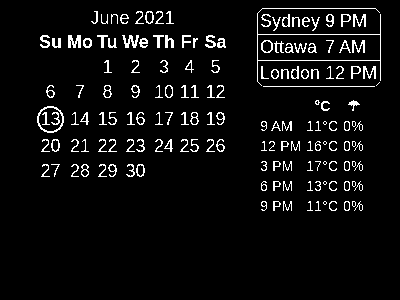 June 2021
Su Mo Tu We Th Fr Sa
1 2 3 4 5
6 7 8 9 10 11 12
13 14 15 16 17 18 19
20 21 22 23 24 25 26
27 28 29 30
Sydney 9 PM
Ottawa 7 AM
London 12 PM
°C ☂
9 AM 11°C 0%
12 PM 16°C 0%
3 PM 17°C 0%
6 PM 13°C 0%
9 PM 11°C 0%